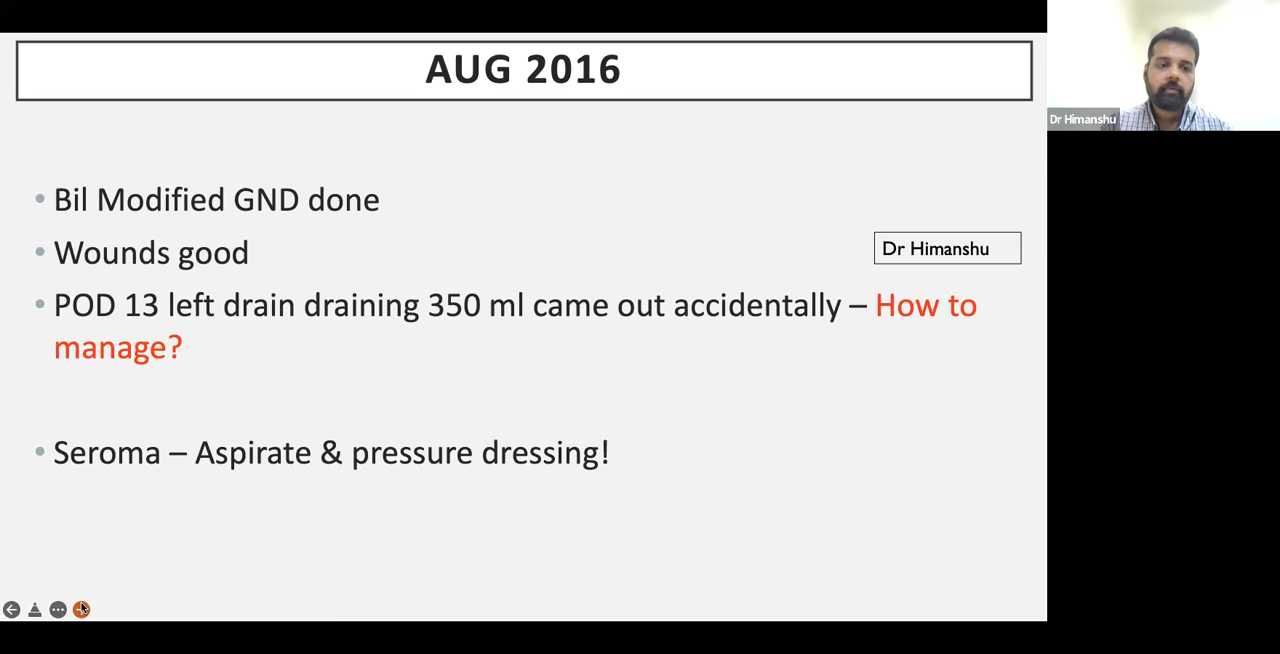 AUG 2016
Dr Himanshu
• Bil Modified GND done
• Wounds good
Dr Himanshu
• POD 13 left drain draining 350 ml came out accidentally – How to
manage?
• Seroma – Aspirate & pressure dressing!